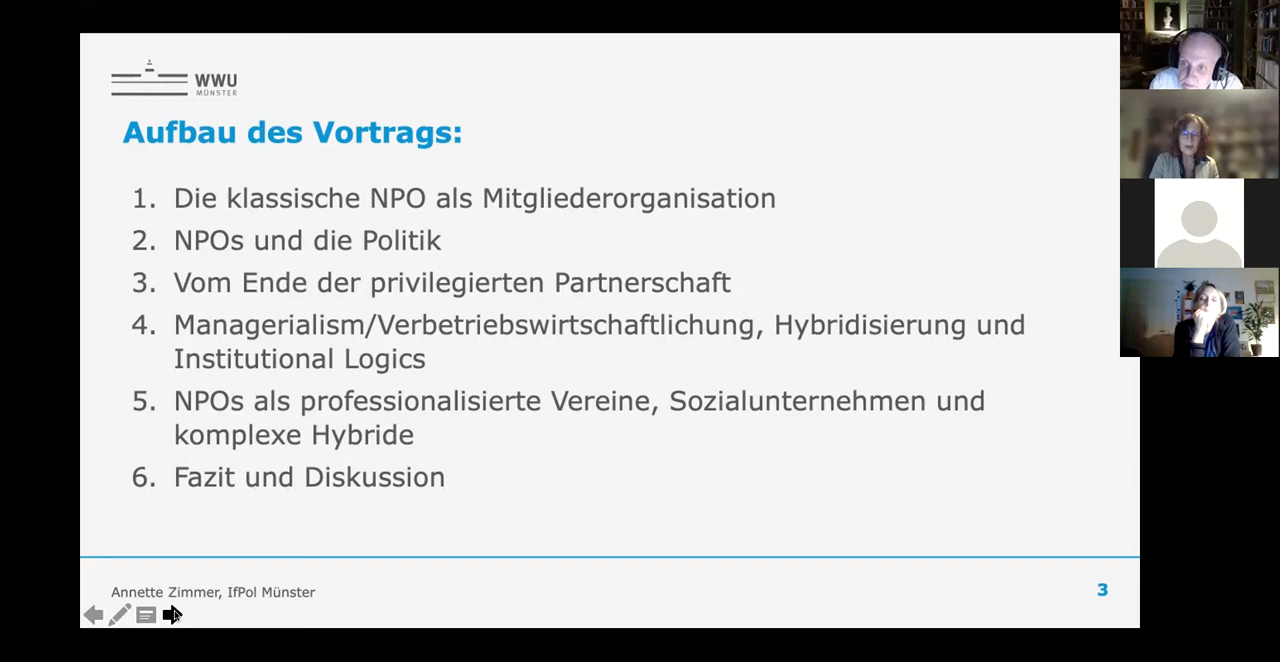 WWU
MÜNSTER
Aufbau des Vortrags:
1. Die klassische NPO als Mitgliederorganisation
2. NPOs und die Politik
3. Vom Ende der privilegierten Partnerschaft
4. Managerialism/Verbetriebswirtschaftlichung, Hybridisierung und
Institutional Logics
5. NPOs als professionalisierte Vereine, Sozialunternehmen und
komplexe Hybride
6. Fazit und Diskussion
Annette Zimmer, IfPol Münster
3